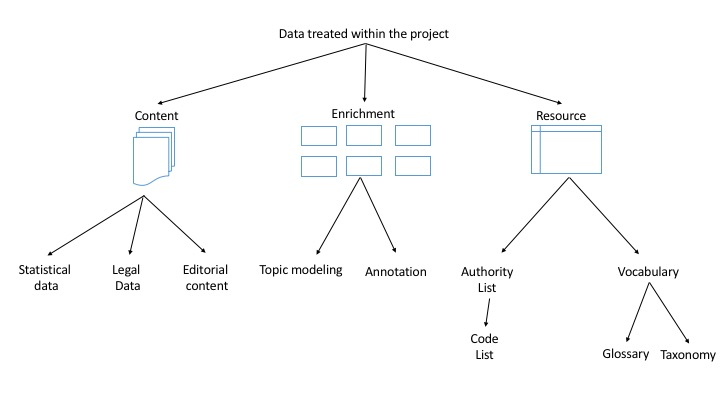 Data treated within the project
Content
Enrichment
Resource
Statistical
data
Legal
Data
Editorial
content
Topic modeling
Annotation
Authority
List
Vocabulary
Code
List
Glossary
Taxonomy